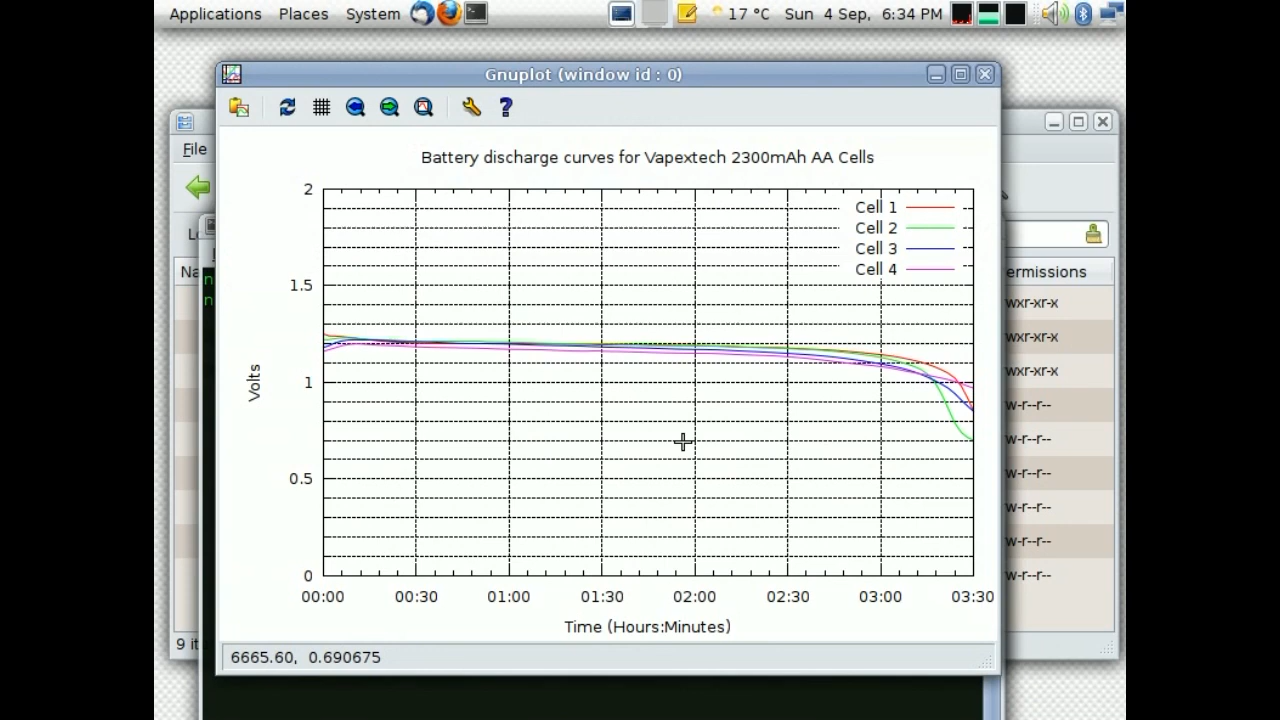 Applications Places System 17 °C Sun 4 Sep, 6:34 PM
Gnuplot (window id : 0)
File
Battery discharge curves for Vapextech 2300mAh AA Cells
2
Cell 1
Cell 2
Cell 3
Cell 4
1.5
1
0.5
0
Volts
00:00 00:30 01:00 01:30 02:00 02:30 03:00 03:30
Time (Hours:Minutes)
6665.60, 0.690675
ermissions
wxr-xr-x
wxr-xr-x
wxr-xr-x
w-r--r--
w-r--r--
w-r--r--
w-r--r--
w-r--r--
w-r--r--
Na
n
n
9 it